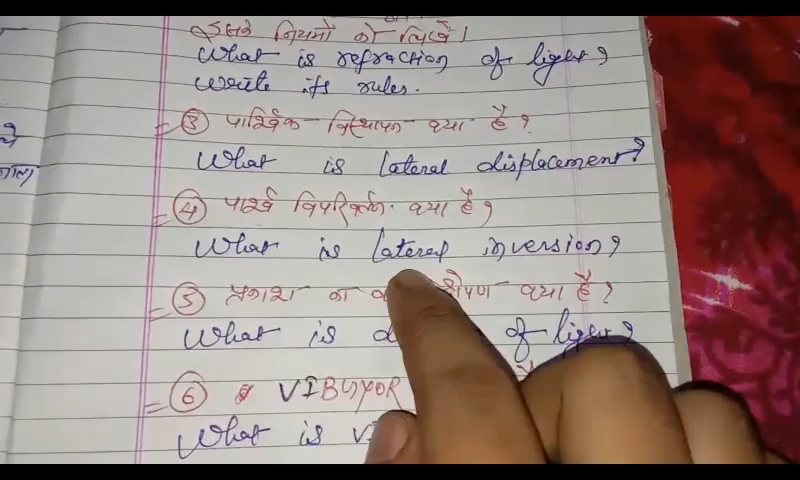 इसके नियमों को लिखें।
What is refraction of light?
Write its rules.
③ पार्श्विक विस्थापन क्या है?
What is lateral displacement?
④ पार्श्व विपरिवर्तन क्या है?
What is lateral inversion?
⑤ प्रकाश का क्या है?
What is of light?
⑥ VIBGYOR
What is